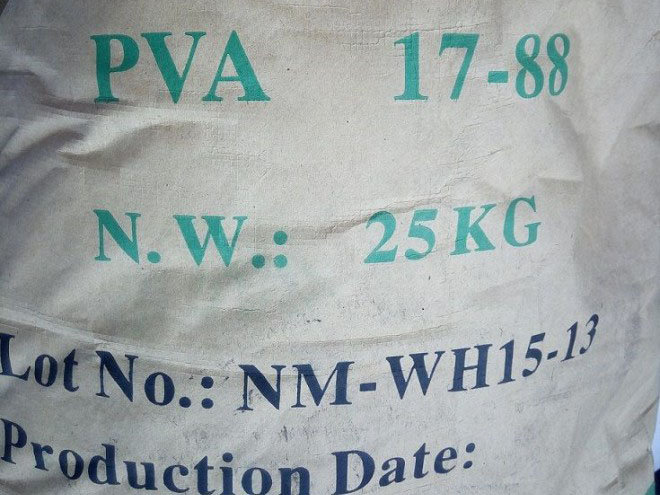 PVA 17-88
N.W.: 25KG
Lot No.: NM-WH15-13
Production Date: